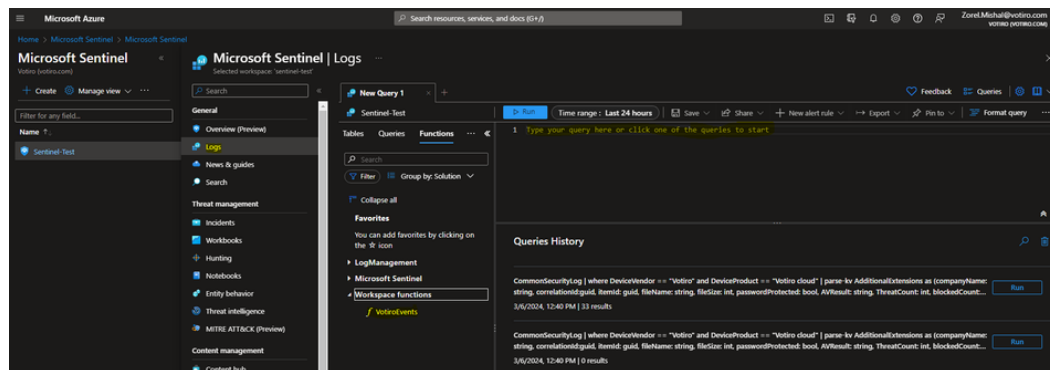 Microsoft Azure
Search resources, services, and docs (G+/)
Zorel.Mishal@votiro.com
VOTIRO (VOTIRO.COM)
Home > Microsoft Sentinel > Microsoft Sentinel
Microsoft Sentinel
Votiro (votiro.com)
+ Create
Manage view
Filter for any field...
Name ↑
Sentinel-Test
Microsoft Sentinel | Logs
Selected workspace: 'sentinel-test'
Search
General
Overview (Preview)
Logs
News & guides
Search
Threat management
Incidents
Workbooks
Hunting
Notebooks
Entity behavior
Threat intelligence
MITRE ATT&CK (Preview)
Content management
Content hub
New Query 1
Feedback
Queries
Sentinel-Test
Run
Time range : Last 24 hours
Save
Share
New alert rule
Export
Pin to
Format query
Tables Queries Functions
Search
Filter
Group by: Solution
Collapse all
Favorites
You can add favorites by clicking on
the ☆ icon
LogManagement
Microsoft Sentinel
Workspace functions
VotiroEvents
1 Type your query here or click one of the queries to start
Queries History
CommonSecurityLog | where DeviceVendor == "Votiro" and DeviceProduct == "Votiro cloud" | parse-kv AdditionalExtensions as (companyName:
string, correlationId:guid, itemId: guid, fileName: string, fileSize: int, passwordProtected: bool, AVResult: string, ThreatCount: int, blockedCount:...
Run
3/6/2024, 12:40 PM | 33 results
CommonSecurityLog | where DeviceVendor == "Votiro" and DeviceProduct == "Votiro cloud" | parse-kv AdditionalExtensions as (companyName:
string, correlationId:guid, itemId: guid, fileName: string, fileSize: int, passwordProtected: bool, AVResult: string, ThreatCount: int, blockedCount:...
Run
3/6/2024, 12:40 PM | 0 results